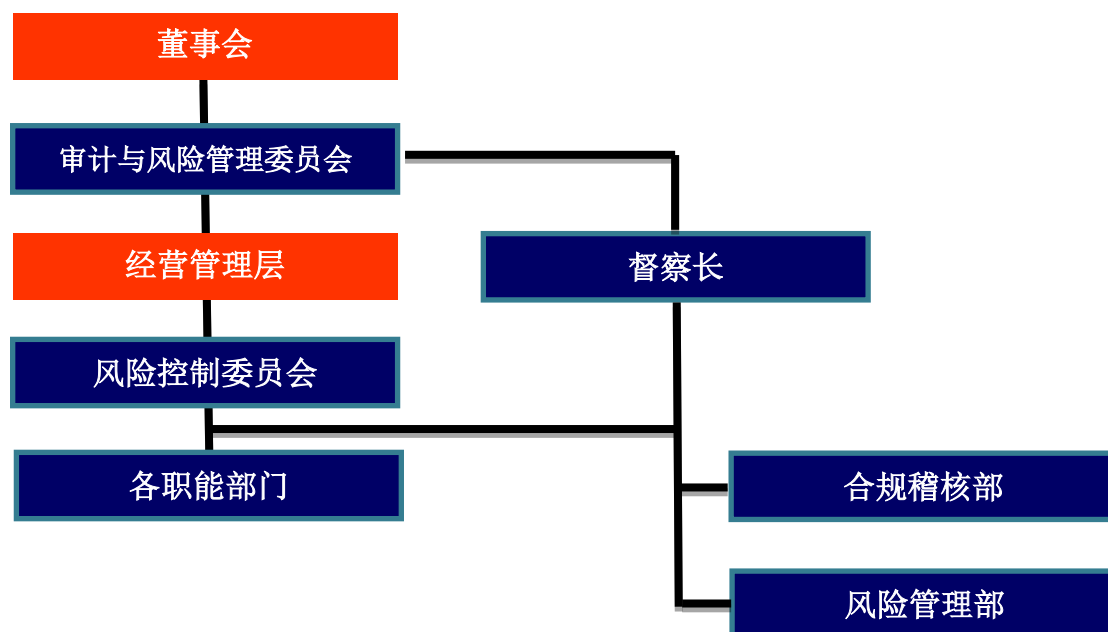 董事会
审计与风险管理委员会
经营管理层
督察长
风险控制委员会
各职能部门
合规稽核部
风险管理部